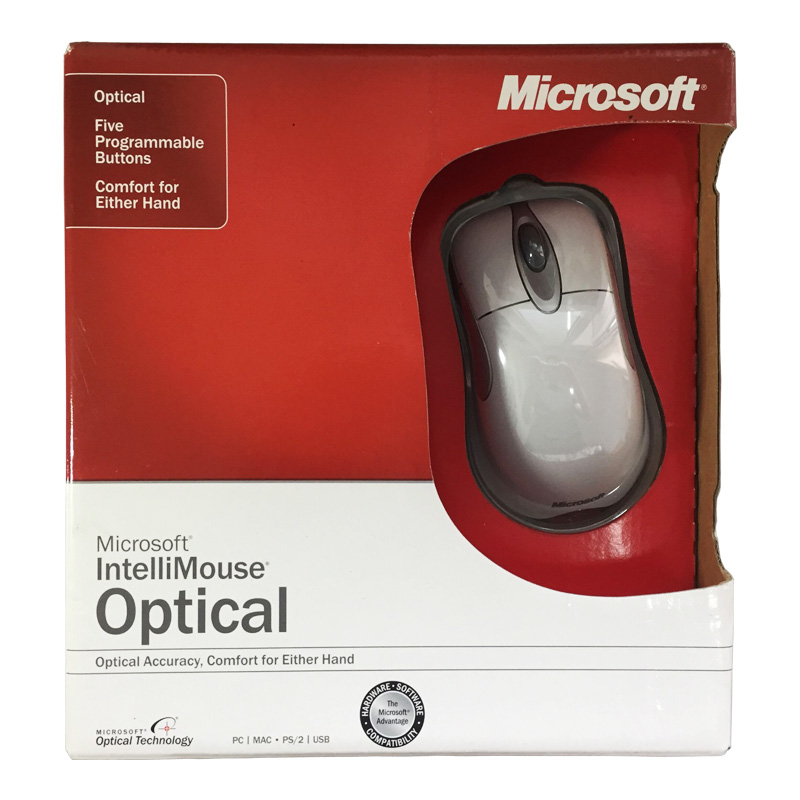 Optical
Five
Programmable
Buttons
Comfort for
Either Hand
Microsoft®
Microsoft
Microsoft®
IntelliMouse®
Optical
Optical Accuracy, Comfort for Either Hand
MICROSOFT®
Optical Technology
PC | MAC • PS/2 | USB
HARDWARE • SOFTWARE
The
Microsoft®
Advantage
COMPATIBILITY